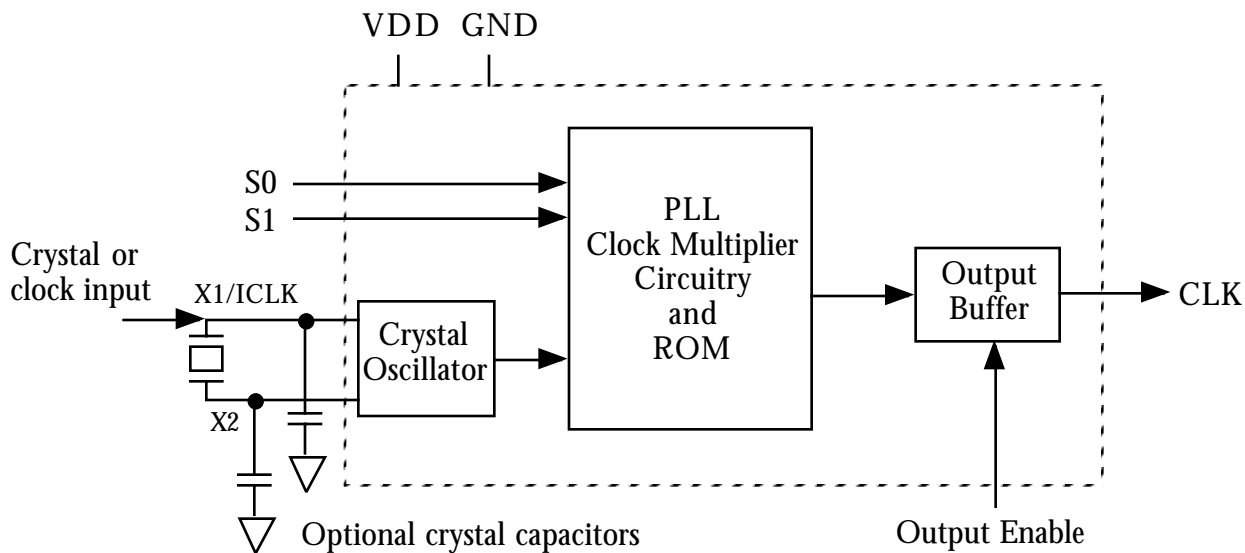 VDD GND
S0
S1
PLL
Clock Multiplier
Circuitry
and
ROM
Crystal or
clock input
X1/ICLK
Crystal
Oscillator
X2
Output
Buffer
CLK
Optional crystal capacitors
Output Enable